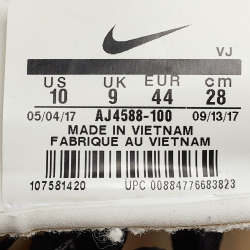 VJ
US UK EUR cm
10 9 44 28
05/04/17 AJ4588-100 09/13/17
MADE IN VIETNAM
FABRIQUE AU VIETNAM
107581420 UPC 00884776683823